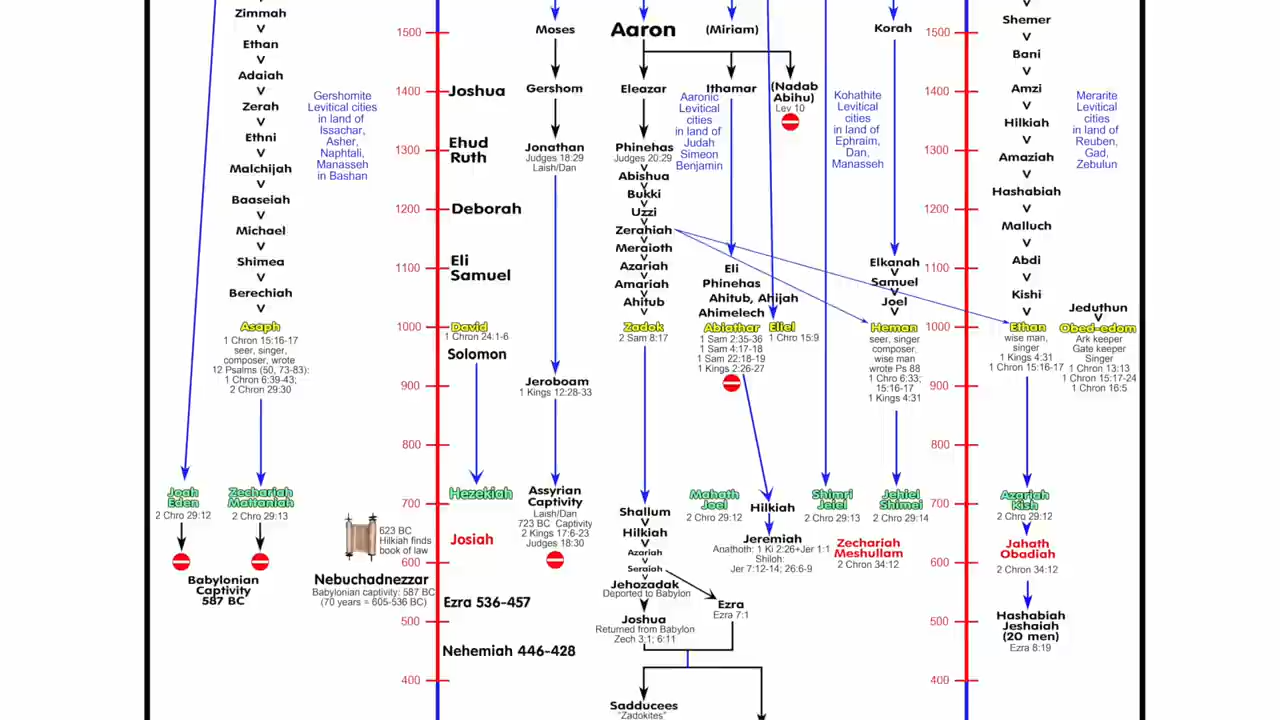 Zimmah
V
Ethan
V
Adaiah
V
Zerah
V
Ethni
V
Malchijah
V
Baaseiah
V
Michael
V
Shimea
V
Berechiah
V
Asaph
1 Chron 15:16-17
seer, singer,
composer, wrote
12 Psalms (50, 73-83):
1 Chron 6:39-43;
2 Chron 29:30
Joah
Eden
2 Chro 29:12
Zechariah
Mattaniah
2 Chro 29:13
Babylonian
Captivity
587 BC
Gershomite
Levitical cities
in land of
Issachar,
Asher,
Naphtali,
Manasseh
in Bashan
623 BC
Hilkiah finds
book of law
Nebuchadnezzar
Babylonian captivity: 587 BC
(70 years = 605-536 BC)
1500
1400
1300
1200
1100
1000
900
800
700
600
500
400
Joshua
Ehud
Ruth
Deborah
Eli
Samuel
David
1 Chron 24:1-6
Solomon
Hezekiah
Josiah
Ezra 536-457
Nehemiah 446-428
Moses
Gershom
Jonathan
Judges 18:29
Laish/Dan
Jeroboam
1 Kings 12:28-33
Assyrian
Captivity
Laish/Dan
723 BC Captivity
2 Kings 17:6-23
Judges 18:30
Aaron
Eleazar
Phinehas
Judges 20:29
V
Abishua
V
Bukki
V
Uzzi
V
Zerahiah
V
Meraioth
V
Azariah
V
Amariah
V
Ahitub
V
Zadok
2 Sam 8:17
Shallum
V
Hilkiah
V
Azariah
V
Seraiah
V
Jehozadak
Deported to Babylon
Joshua
Returned from Babylon
Zech 3:1; 6:11
Ezra
Ezra 7:1
Sadducees
"Zadokites"
(Miriam)
Ithamar
Aaronic
Levitical
cities
in land of
Judah
Simeon
Benjamin
(Nadab
Abihu)
Lev 10
Eli
Phinehas
Ahitub, Ahijah
Ahimelech
Abiathar
1 Sam 2:35-36
1 Sam 4:17-18
1 Sam 22:18-19
1 Kings 2:26-27
Eliel
1 Chro 15:9
Mahath
Joel
2 Chro 29:12
Hilkiah
Jeremiah
Anathoth: 1 Ki 2:26+Jer 1:1
Shiloh:
Jer 7:12-14; 26:6-9
Kohathite
Levitical
cities
in land of
Ephraim,
Dan,
Manasseh
Shimri
Jeiel
2 Chro 29:13
Zechariah
Meshullam
2 Chron 34:12
Korah
Elkanah
V
Samuel
V
Joel
V
Heman
seer, singer
composer,
wise man
wrote Ps 88
1 Chro 6:33;
15:16-17
1 Kings 4:31
Jehiel
Shimei
2 Chro 29:14
1500
1400
1300
1200
1100
1000
900
800
700
600
500
400
Shemer
V
Bani
V
Amzi
V
Hilkiah
V
Amaziah
V
Hashabiah
V
Malluch
V
Abdi
V
Kishi
V
Ethan
wise man,
singer
1 Kings 4:31
1 Chron 15:16-17
Azariah
Kish
2 Chro 29:12
Jahath
Obadiah
2 Chron 34:12
Hashabiah
Jeshaiah
(20 men)
Ezra 8:19
Merarite
Levitical
cities
in land of
Reuben,
Gad,
Zebulun
Jeduthun
V
Obed-edom
Ark keeper
Gate keeper
Singer
1 Chron 13:13
1 Chron 15:17-24
1 Chron 16:5